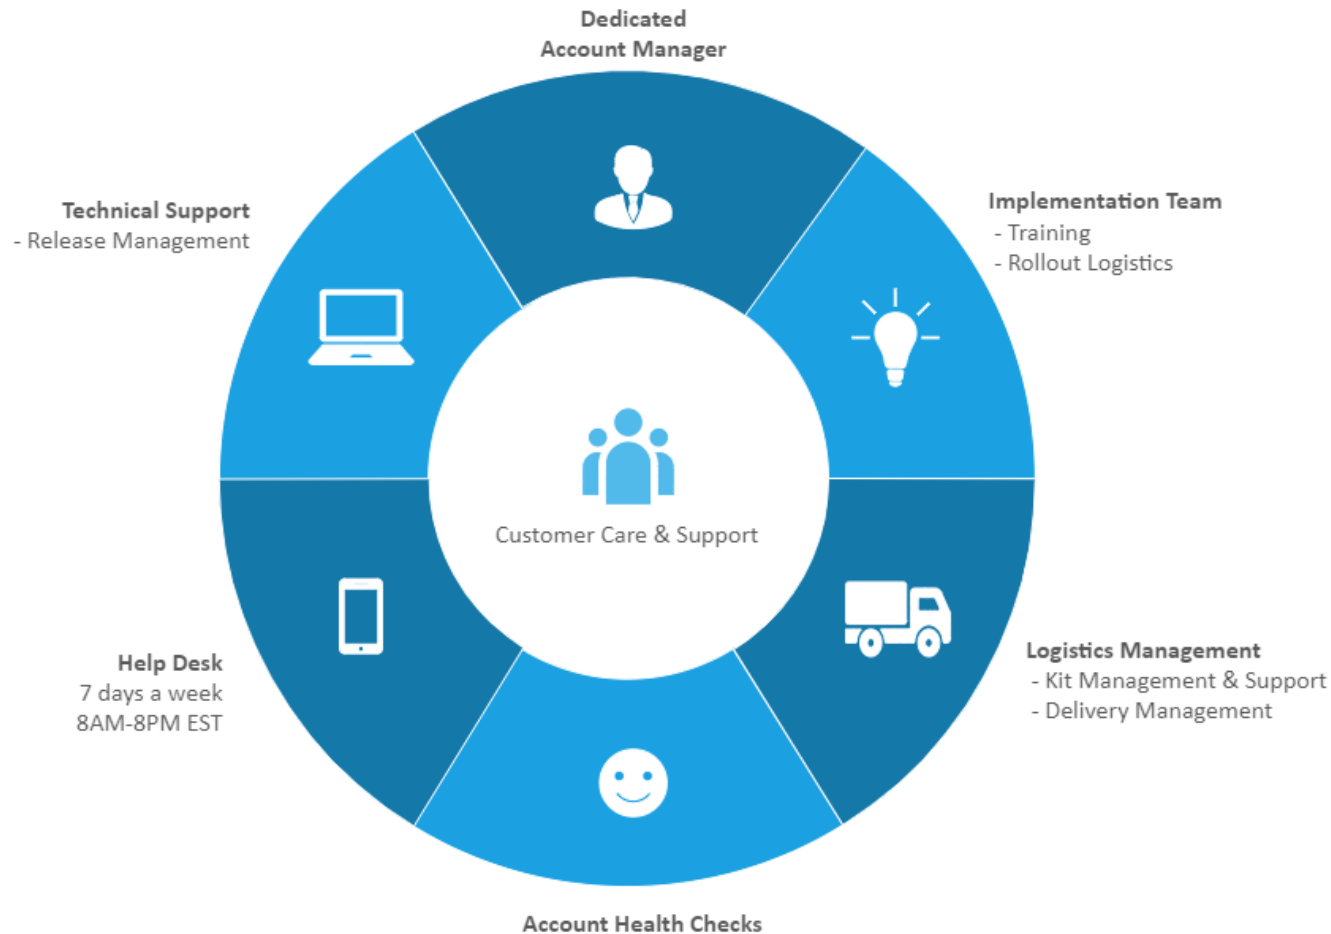 Dedicated
Account Manager
Implementation Team
- Training
- Rollout Logistics
Logistics Management
- Kit Management & Support
- Delivery Management
Account Health Checks
Help Desk
7 days a week
8AM-8PM EST
Technical Support
- Release Management
Customer Care & Support